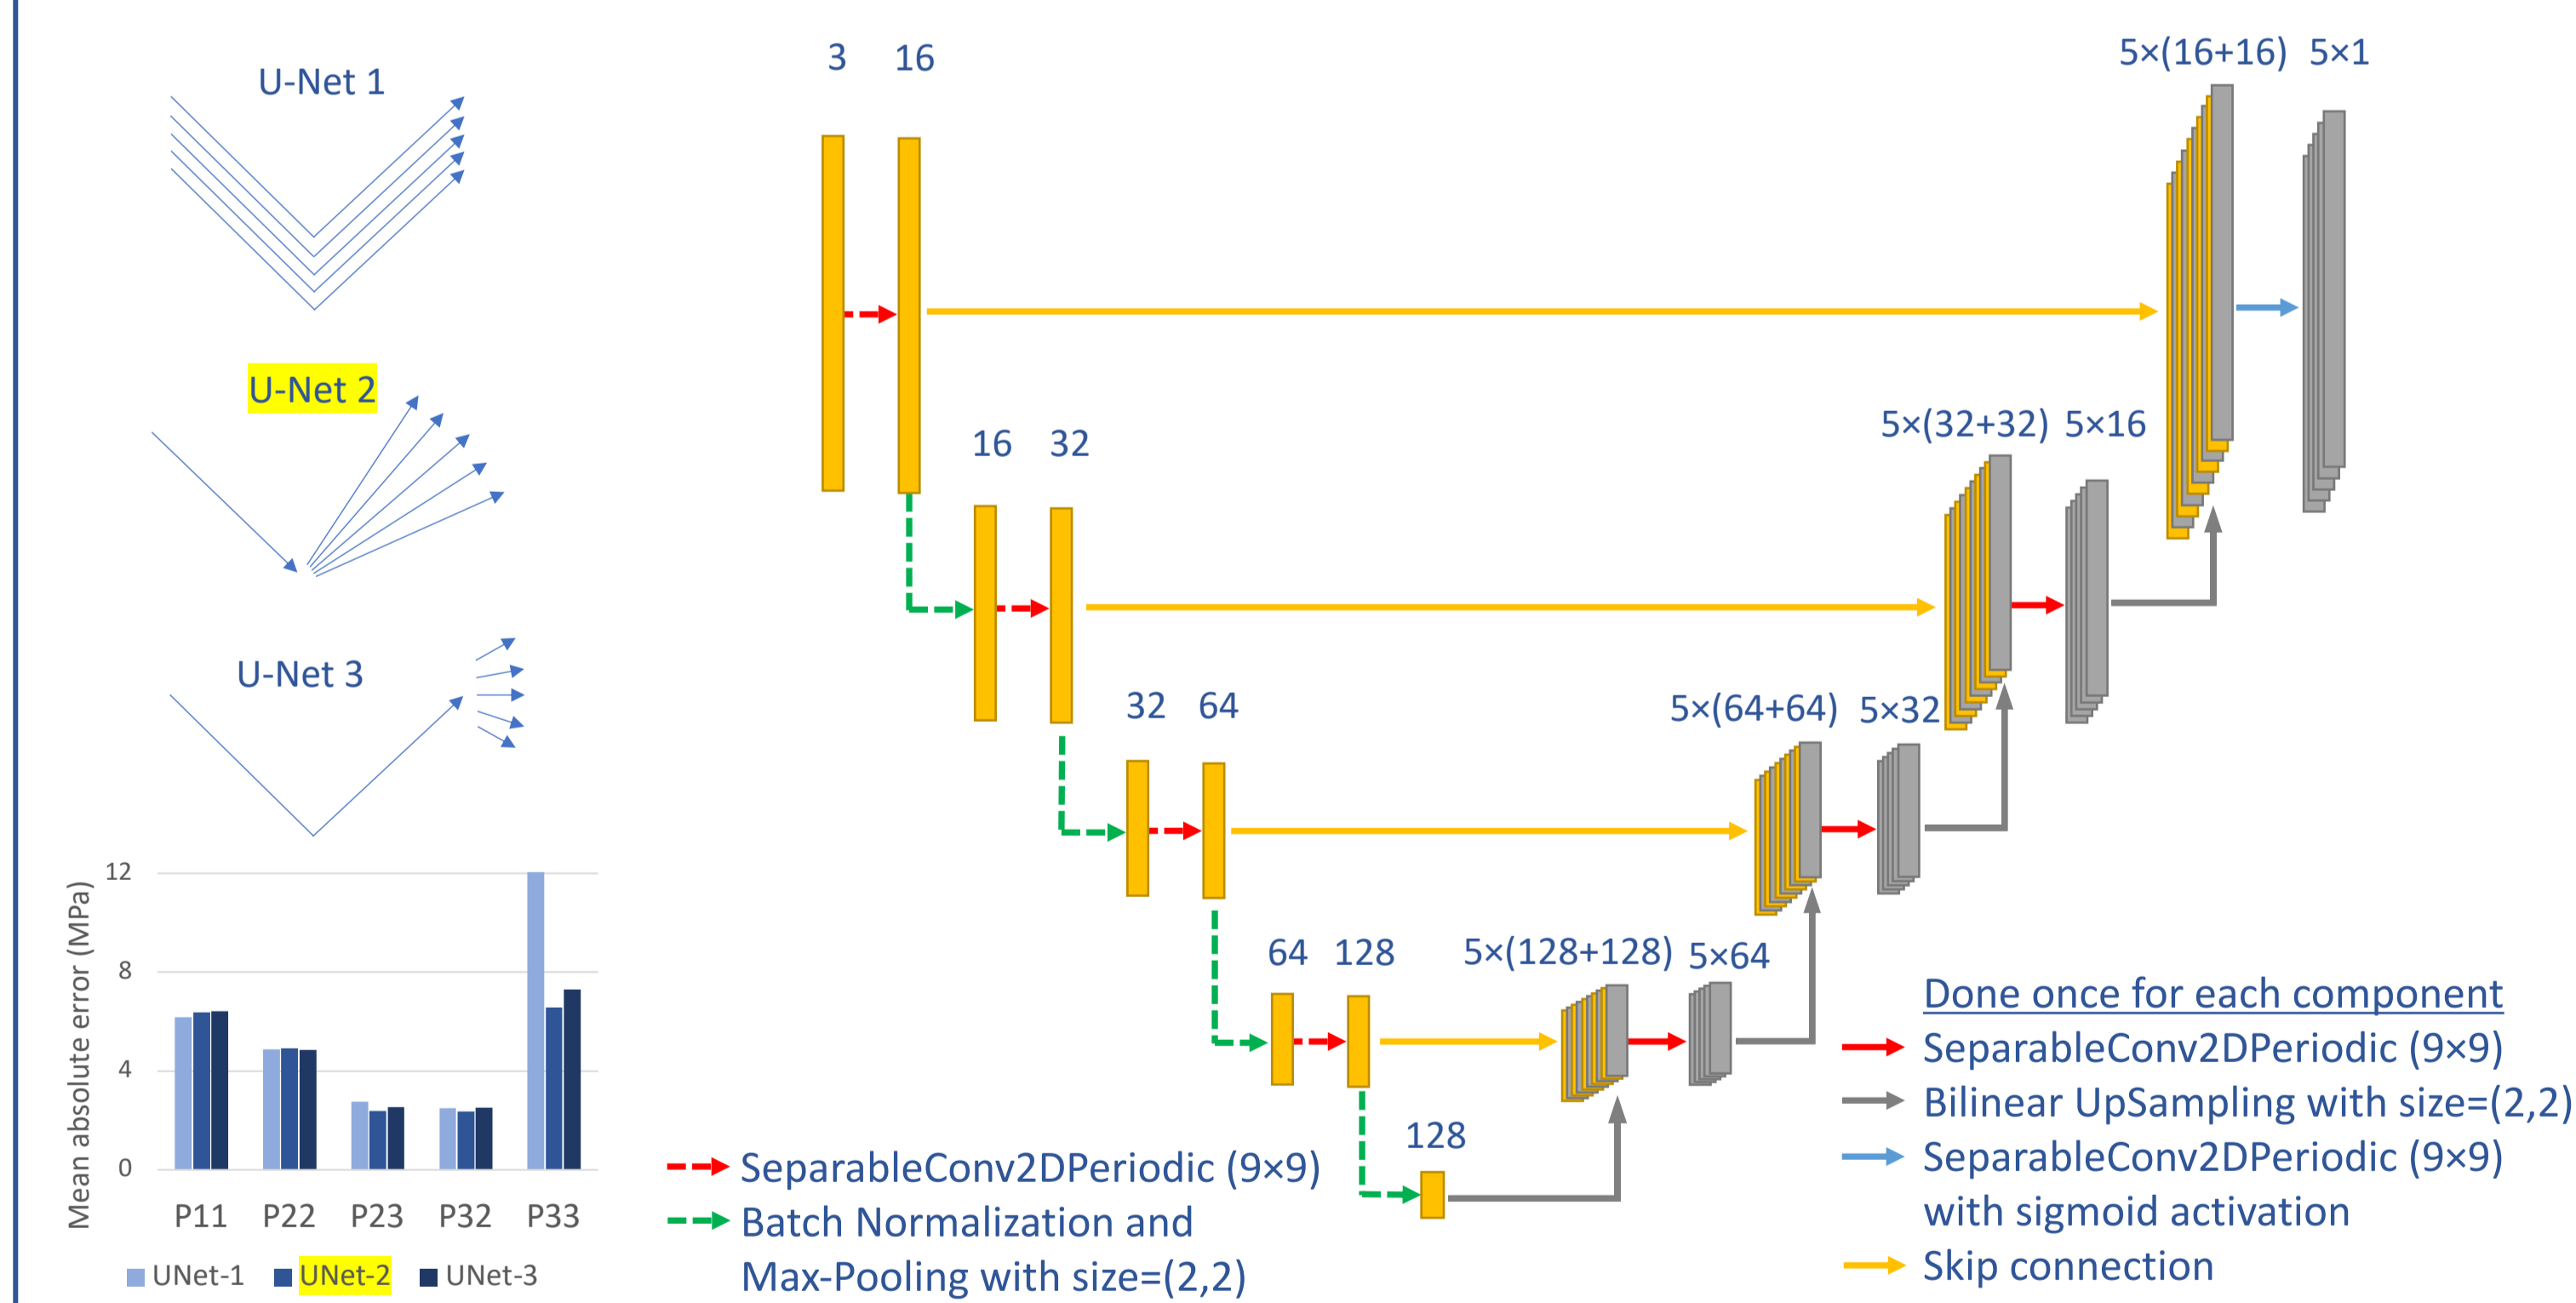 U-Net 1
U-Net 2
U-Net 3
Mean absolute error (MPa)
12
8
4
0
P11 P22 P23 P32 P33
UNet-1 UNet-2 UNet-3
3 16
16 32
32 64
64 128
128
5×(128+128) 5×64
5×(64+64) 5×32
5×(32+32) 5×16
5×(16+16) 5×1
SeparableConv2DPeriodic (9×9)
Batch Normalization and
Max-Pooling with size=(2,2)
Done once for each component
SeparableConv2DPeriodic (9×9)
Bilinear UpSampling with size=(2,2)
SeparableConv2DPeriodic (9×9)
with sigmoid activation
Skip connection